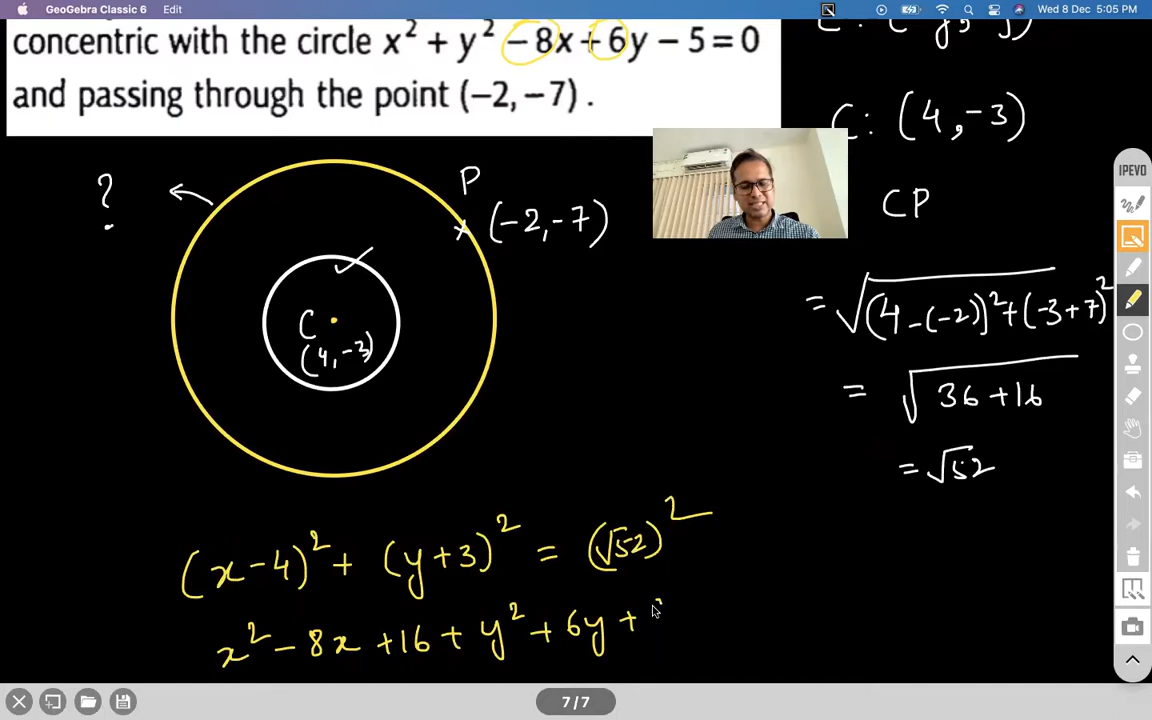 GeoGebra Classic 6 Edit Wed 8 Dec 5:05 PM
concentric with the circle x² + y² − 8x + 6y − 5 = 0
and passing through the point (−2, −7) .
C: (4, −3)
CP
= √((4 − (−2))² + (−3 + 7)²
= √36 + 16
= √52
?
P
(−2, −7)
C
(4, −3)
(x − 4)² + (y + 3)² = (√52)²
x² − 8x + 16 + y² + 6y +
IPEVO
7/7